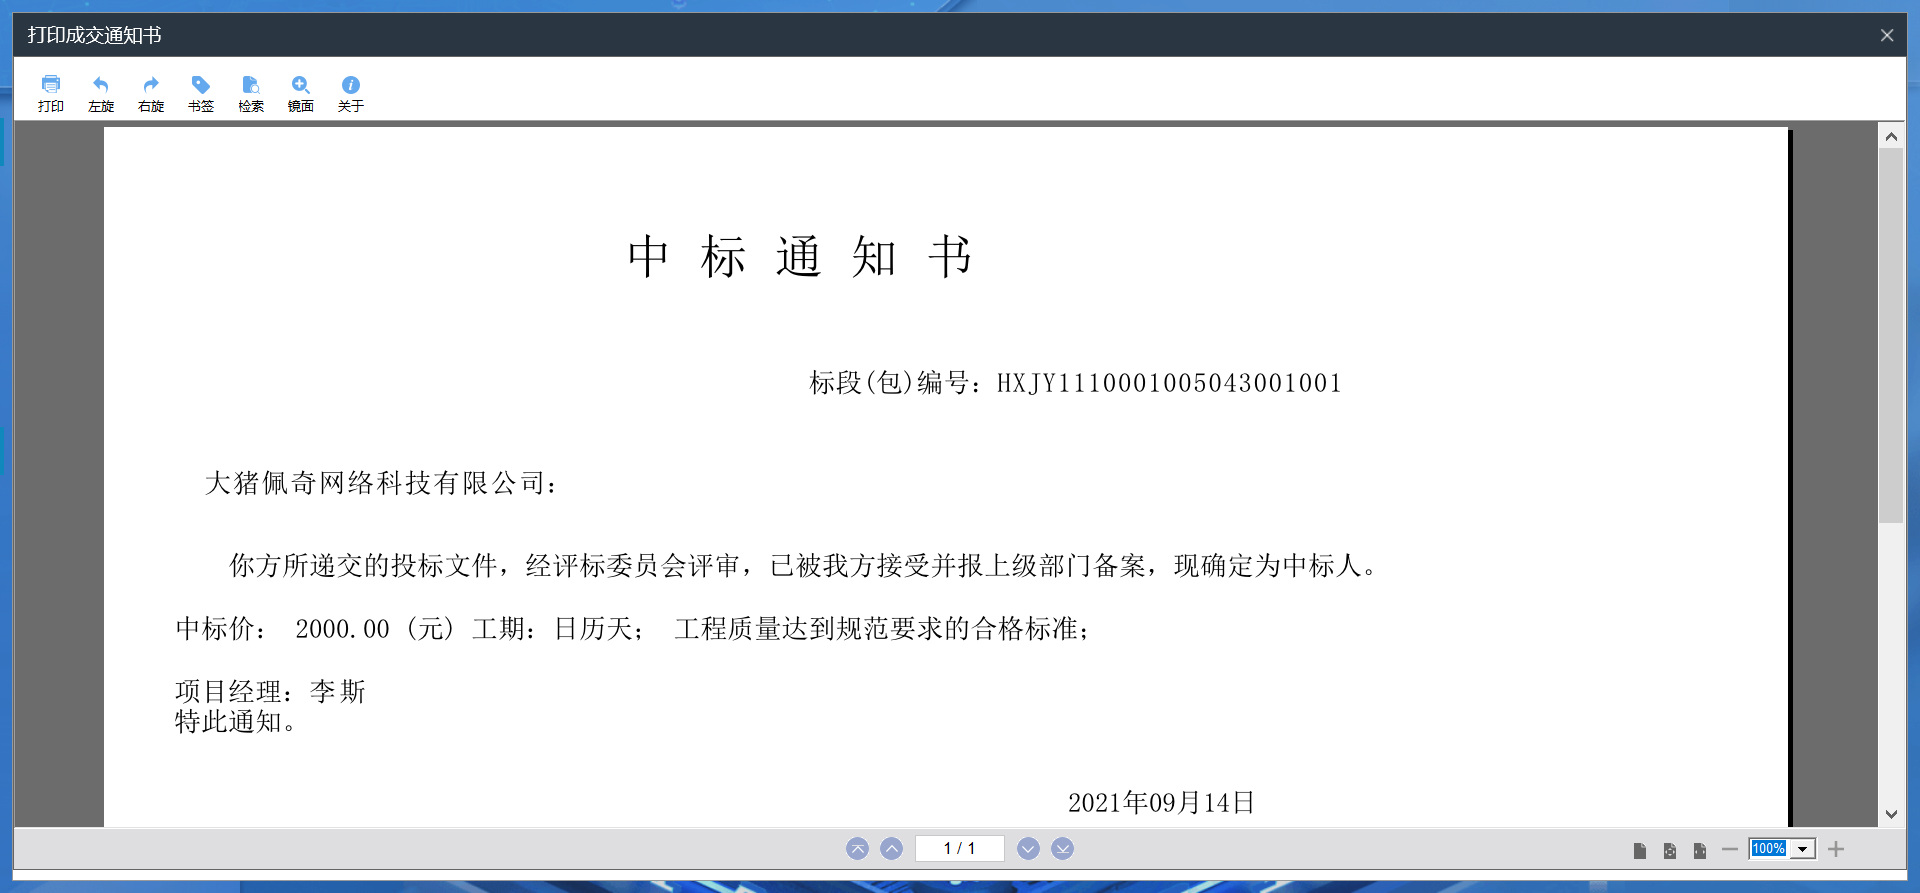 打印成交通知书
打印 左旋 右旋 书签 检索 镜面 关于
中标通知书
标段(包)编号：HXJY1110001005043001001
大猪佩奇网络科技有限公司：
你方所递交的投标文件，经评标委员会评审，已被我方接受并报上级部门备案，现确定为中标人。
中标价： 2000.00 (元) 工期：日历天； 工程质量达到规范要求的合格标准；
项目经理：李斯
特此通知。
2021年09月14日
1 / 1
100%